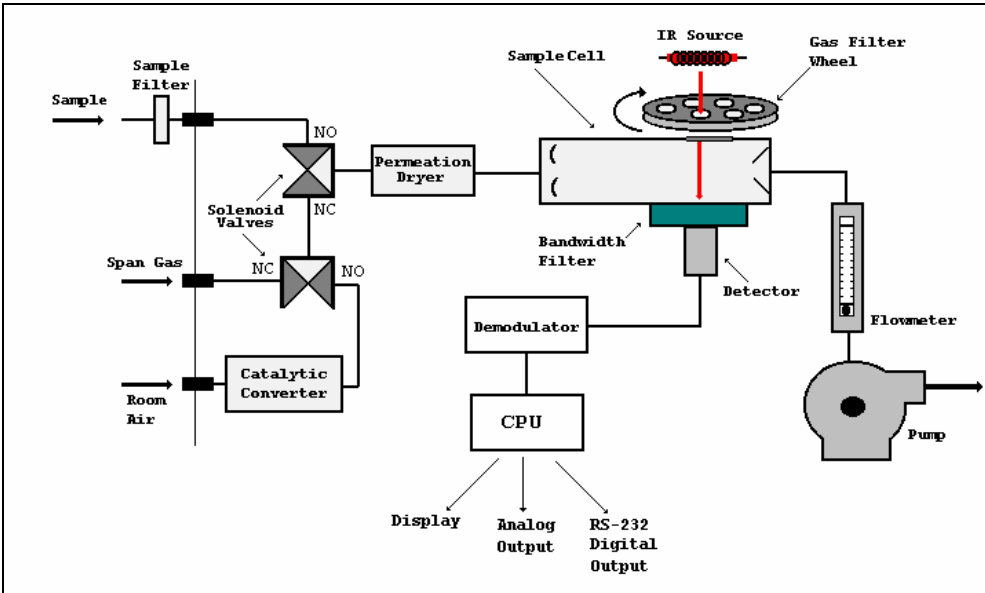 IR Source
Gas Filter
Wheel
Sample Cell
Sample
Filter
Sample
NO
Permeation
Dryer
Solenoid
Valves
NC
Span Gas
NC
NO
Bandwidth
Filter
Detector
Demodulator
Flowmeter
Catalytic
Converter
Room
Air
CPU
Pump
Display
Analog
Output
RS-232
Digital
Output